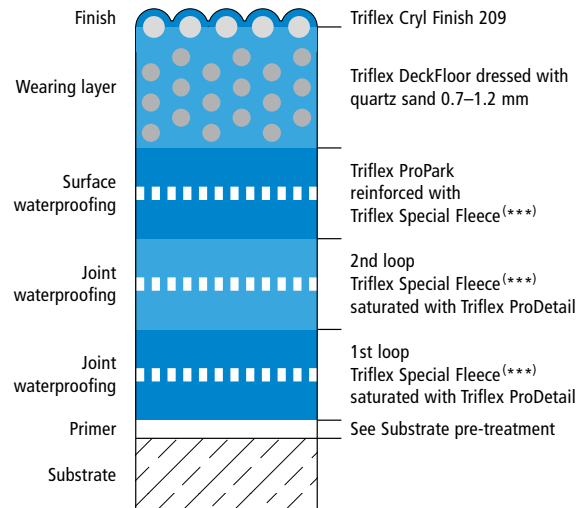 Finish
Triflex Cryl Finish 209
Wearing layer
Triflex DeckFloor dressed with
quartz sand 0.7–1.2 mm
Surface
waterproofing
Triflex ProPark
reinforced with
Triflex Special Fleece(***)
Joint
waterproofing
2nd loop
Triflex Special Fleece(***)
saturated with Triflex ProDetail
Joint
waterproofing
1st loop
Triflex Special Fleece(***)
saturated with Triflex ProDetail
Primer
See Substrate pre-treatment
Substrate